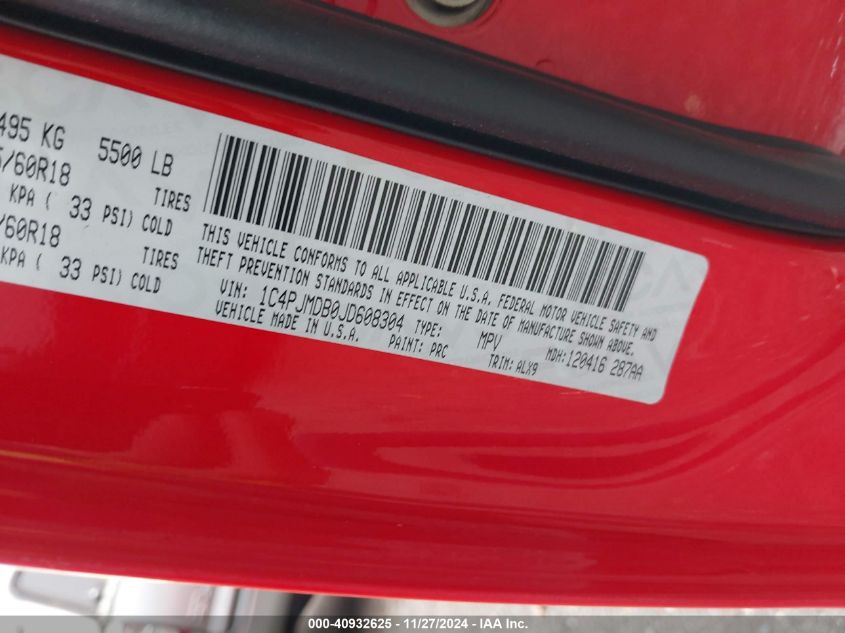 495 KG 5500 LB
/60R18 TIRES
KPA ( 33 PSI) COLD
/60R18 TIRES
KPA ( 33 PSI) COLD
THIS VEHICLE CONFORMS TO ALL APPLICABLE U.S.A. FEDERAL MOTOR VEHICLE SAFETY AND
THEFT PREVENTION STANDARDS IN EFFECT ON THE DATE OF MANUFACTURE SHOWN ABOVE.
VIN: 1C4PJMDB0JD608304 TYPE: MPV MDH:120416 287AA
VEHICLE MADE IN U.S.A. PAINT: PRC TRIM: ALX9
000-40932625 - 11/27/2024 - IAA Inc.